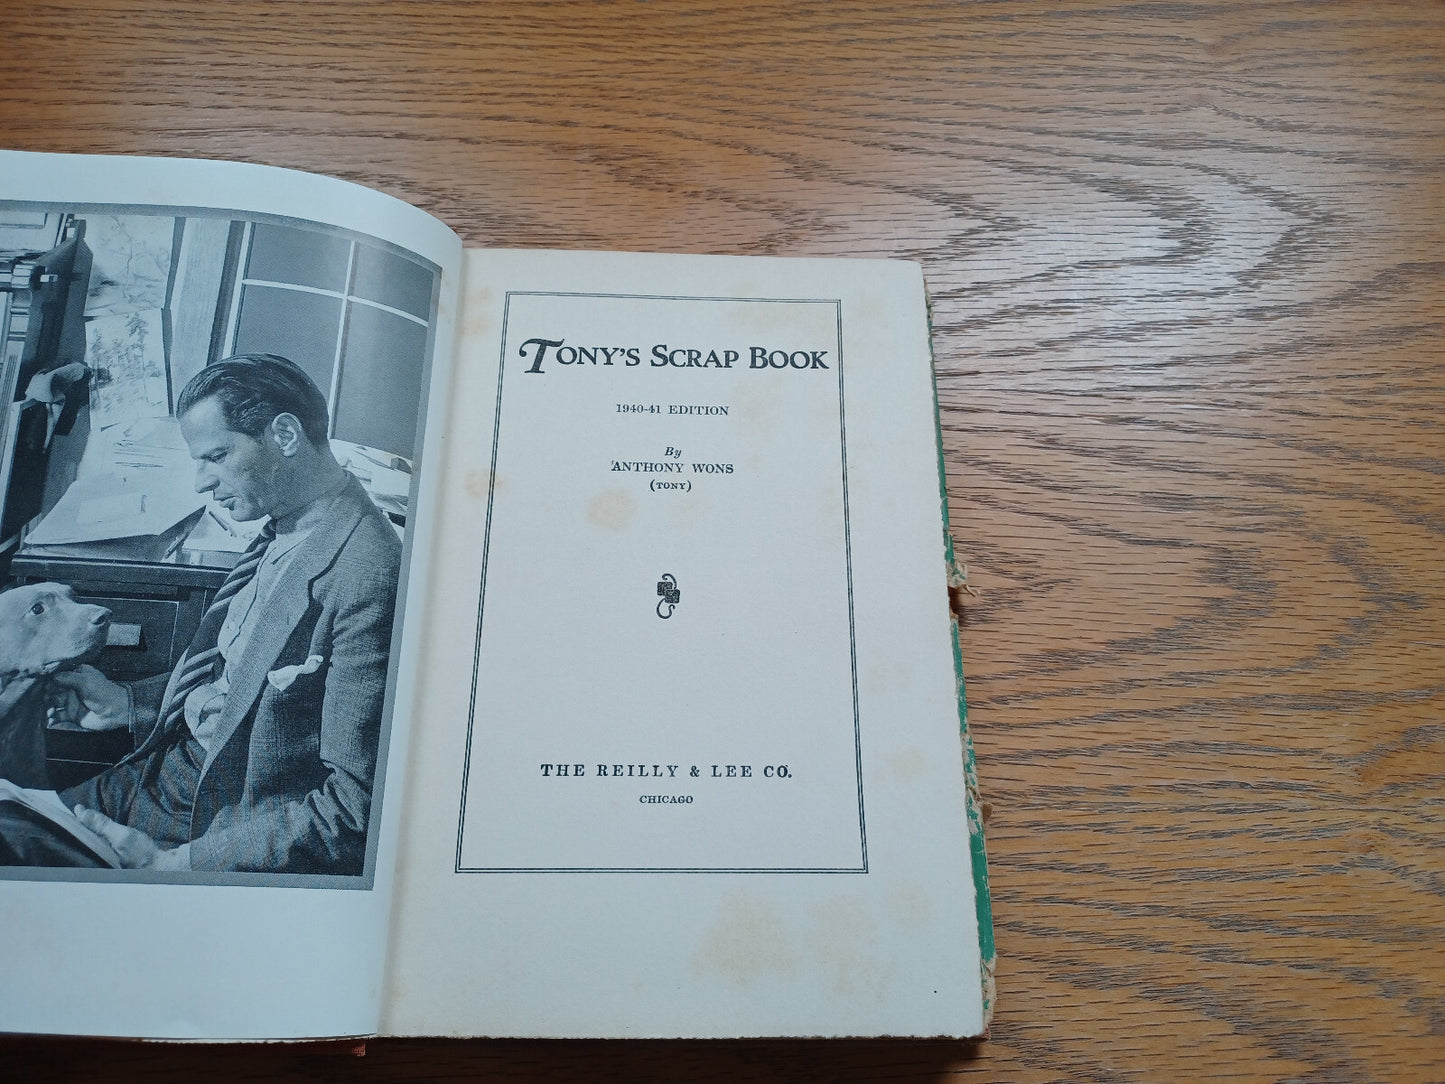 TONY'S SCRAP BOOK
1940-41 EDITION
By
ANTHONY WONS
(TONY)
THE REILLY & LEE CO.
CHICAGO